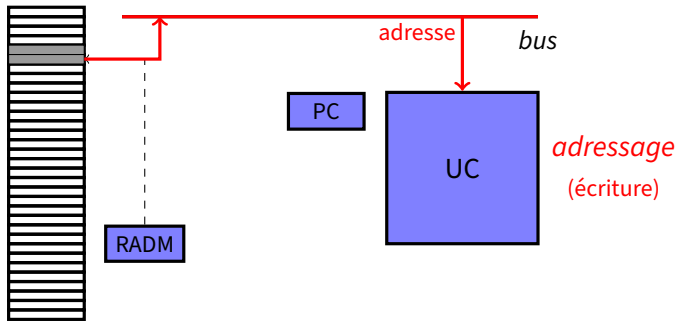 adresse
bus
PC
UC
adressage
(écriture)
RADM